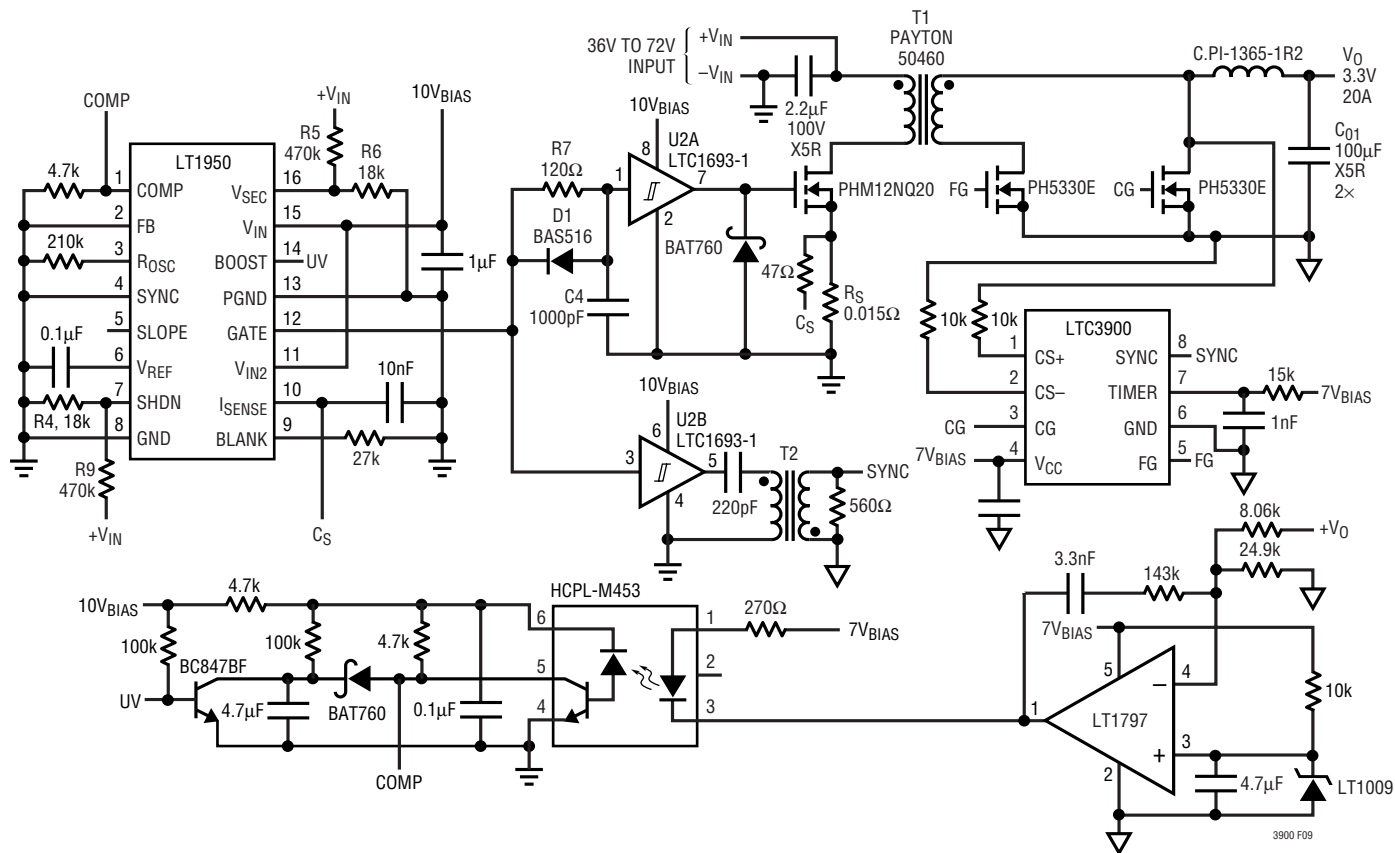 COMP
4.7k
210k
0.1µF
R4, 18k
R9
470k
+VIN
LT1950
1
COMP
2
FB
3
ROSC
4
SYNC
5
SLOPE
6
VREF
7
SHDN
8
GND
16
VSEC
15
VIN
14
BOOST
UV
13
PGND
12
GATE
11
VIN2
10
ISENSE
9
BLANK
+VIN
R5
470k
R6
18k
10VBIAS
1µF
10nF
27k
CS
R7
120Ω
D1
BAS516
C4
1000pF
36V TO 72V
INPUT
+VIN
–VIN
2.2µF
100V
X5R
10VBIAS
U2A
LTC1693-1
8
1
7
2
BAT760
PHM12NQ20
47Ω
CS
RS
0.015Ω
T1
PAYTON
50460
FG
PH5330E
CG
PH5330E
C.PI-1365-1R2
VO
3.3V
20A
C01
100µF
X5R
2×
10k
10k
LTC3900
1
CS+
2
CS–
3
CG
CG
4
VCC
7VBIAS
8
SYNC
SYNC
7
TIMER
6
GND
5
FG
FG
15k
7VBIAS
1nF
10VBIAS
U2B
LTC1693-1
6
3
5
4
220pF
T2
SYNC
560Ω
10VBIAS
4.7k
100k
100k
4.7k
BC847BF
UV
4.7µF
BAT760
0.1µF
COMP
HCPL-M453
6
5
4
1
2
3
270Ω
7VBIAS
8.06k
+VO
24.9k
3.3nF
143k
7VBIAS
5
4
–
LT1797
1
+
3
2
10k
4.7µF
LT1009
3900 F09